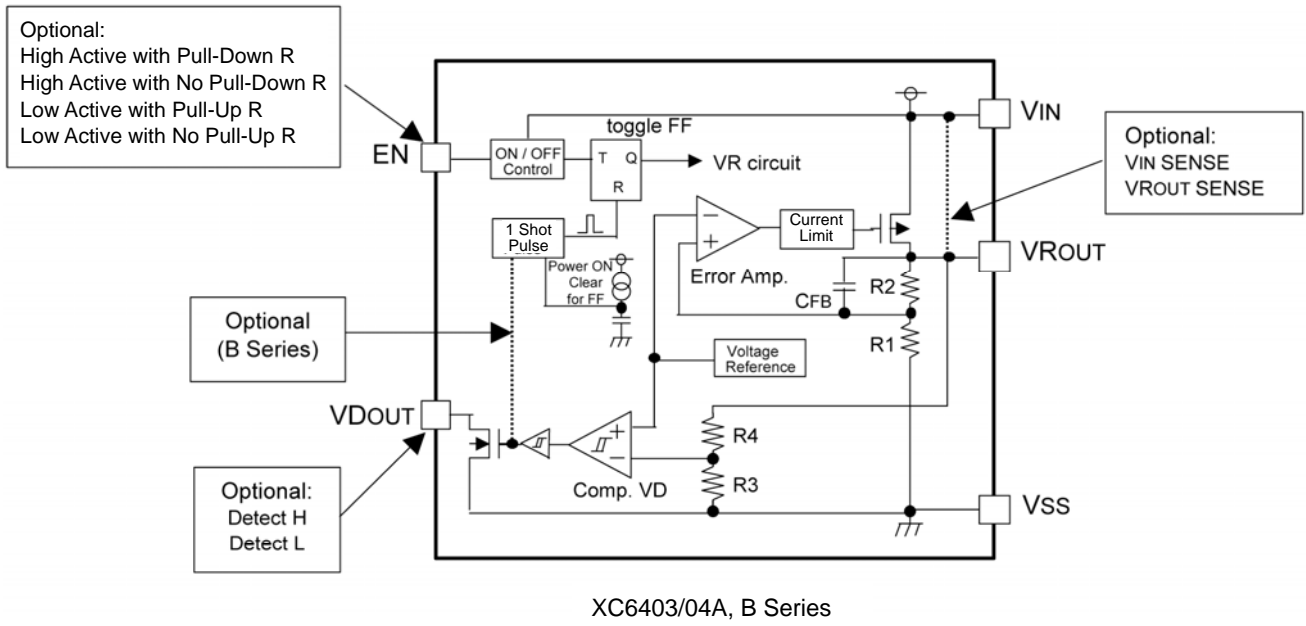 Optional:
High Active with Pull-Down R
High Active with No Pull-Down R
Low Active with Pull-Up R
Low Active with No Pull-Up R
EN
ON / OFF
Control
toggle FF
T Q
R
VR circuit
VIN
Optional:
VIN SENSE
VROUT SENSE
1 Shot
Pulse
Power ON
Clear
for FF
Error Amp.
Current
Limit
VROUT
CFB
R2
R1
Optional
(B Series)
Voltage
Reference
VDOUT
Comp. VD
R4
R3
VSS
Optional:
Detect H
Detect L
− +
+ −
XC6403/04A, B Series